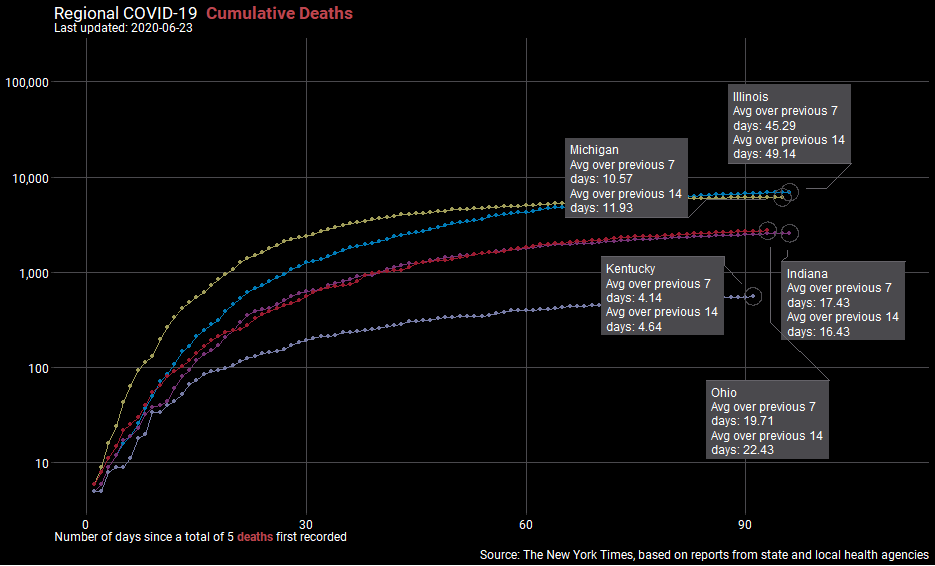 Regional COVID-19 Cumulative Deaths
Last updated: 2020-06-23
100,000
10,000
1,000
100
10
Illinois
Avg over previous 7
days: 45.29
Avg over previous 14
days: 49.14
Michigan
Avg over previous 7
days: 10.57
Avg over previous 14
days: 11.93
Kentucky
Avg over previous 7
days: 4.14
Avg over previous 14
days: 4.64
Indiana
Avg over previous 7
days: 17.43
Avg over previous 14
days: 16.43
Ohio
Avg over previous 7
days: 19.71
Avg over previous 14
days: 22.43
0 30 60 90
Number of days since a total of 5 deaths first recorded
Source: The New York Times, based on reports from state and local health agencies